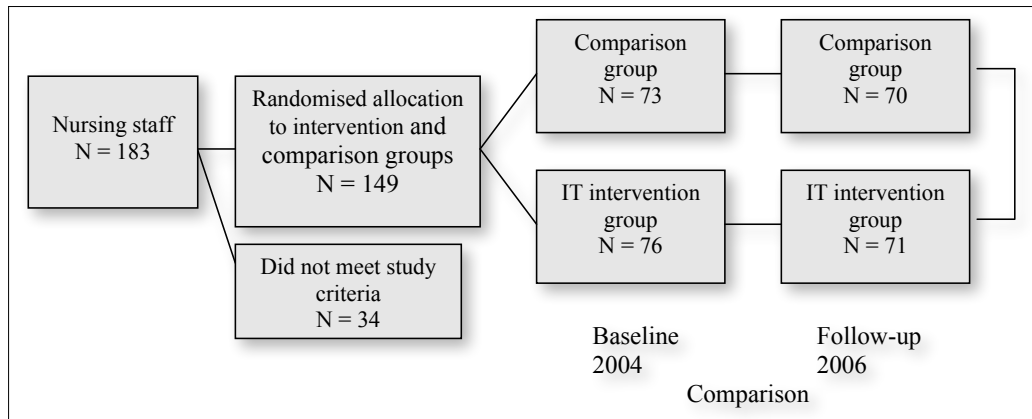 Nursing staff
N = 183
Randomised allocation
to intervention and
comparison groups
N = 149
Did not meet study
criteria
N = 34
Comparison
group
N = 73
IT intervention
group
N = 76
Comparison
group
N = 70
IT intervention
group
N = 71
Baseline
2004
Follow-up
2006
Comparison